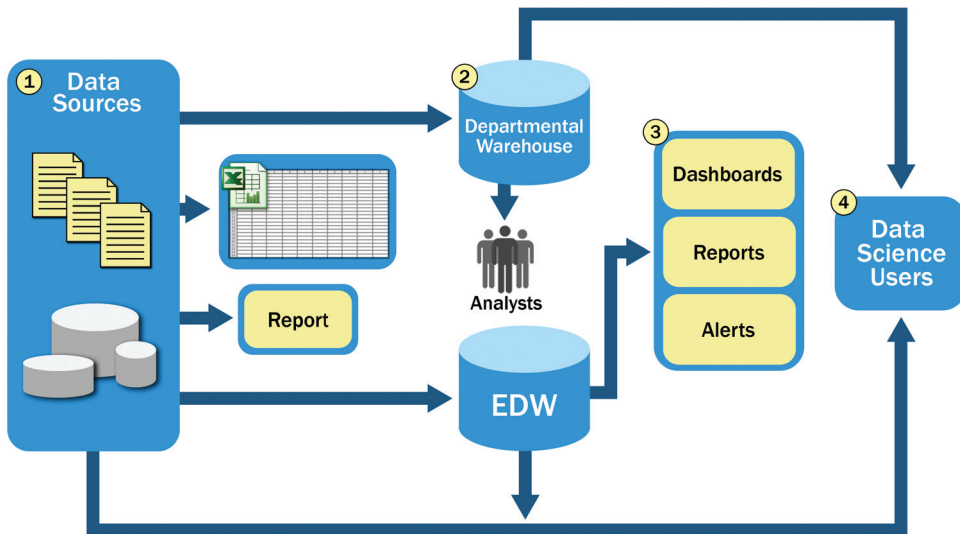 1
Data
Sources
Report
2
Departmental
Warehouse
Analysts
EDW
3
Dashboards
Reports
Alerts
4
Data
Science
Users